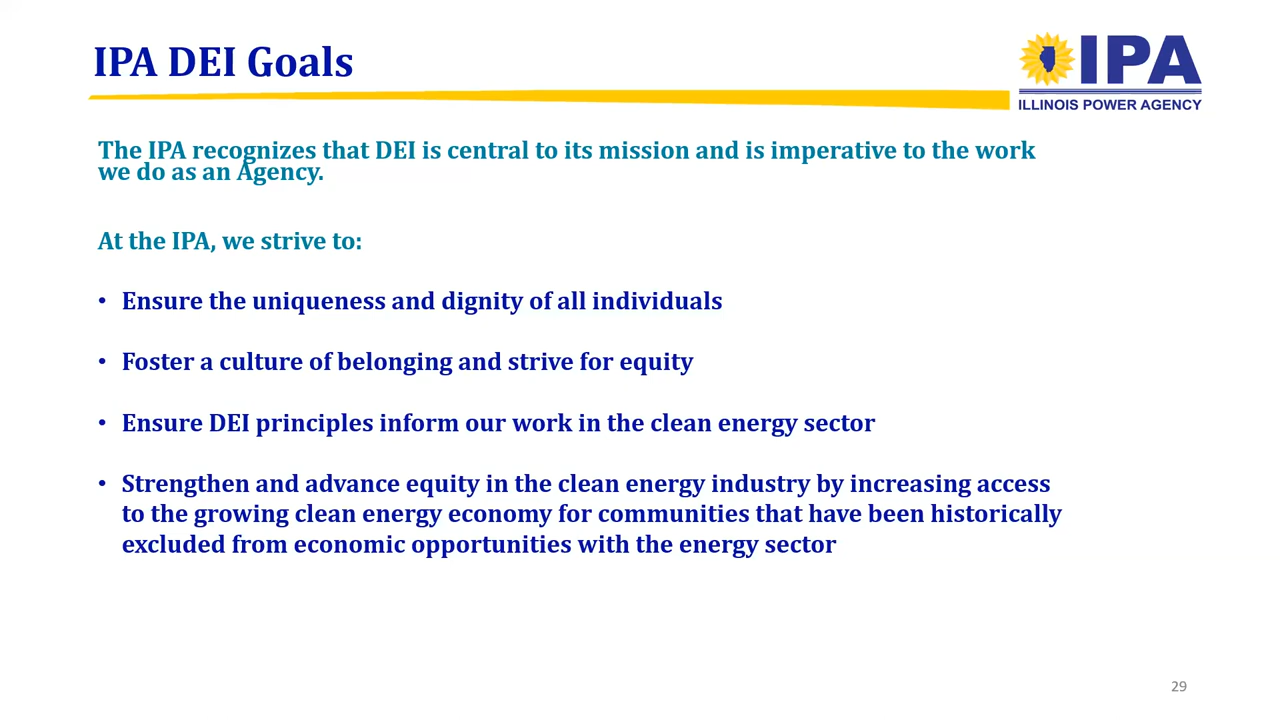 IPA DEI Goals
IPA
ILLINOIS POWER AGENCY
The IPA recognizes that DEI is central to its mission and is imperative to the work
we do as an Agency.
At the IPA, we strive to:
• Ensure the uniqueness and dignity of all individuals
• Foster a culture of belonging and strive for equity
• Ensure DEI principles inform our work in the clean energy sector
• Strengthen and advance equity in the clean energy industry by increasing access
to the growing clean energy economy for communities that have been historically
excluded from economic opportunities with the energy sector
29